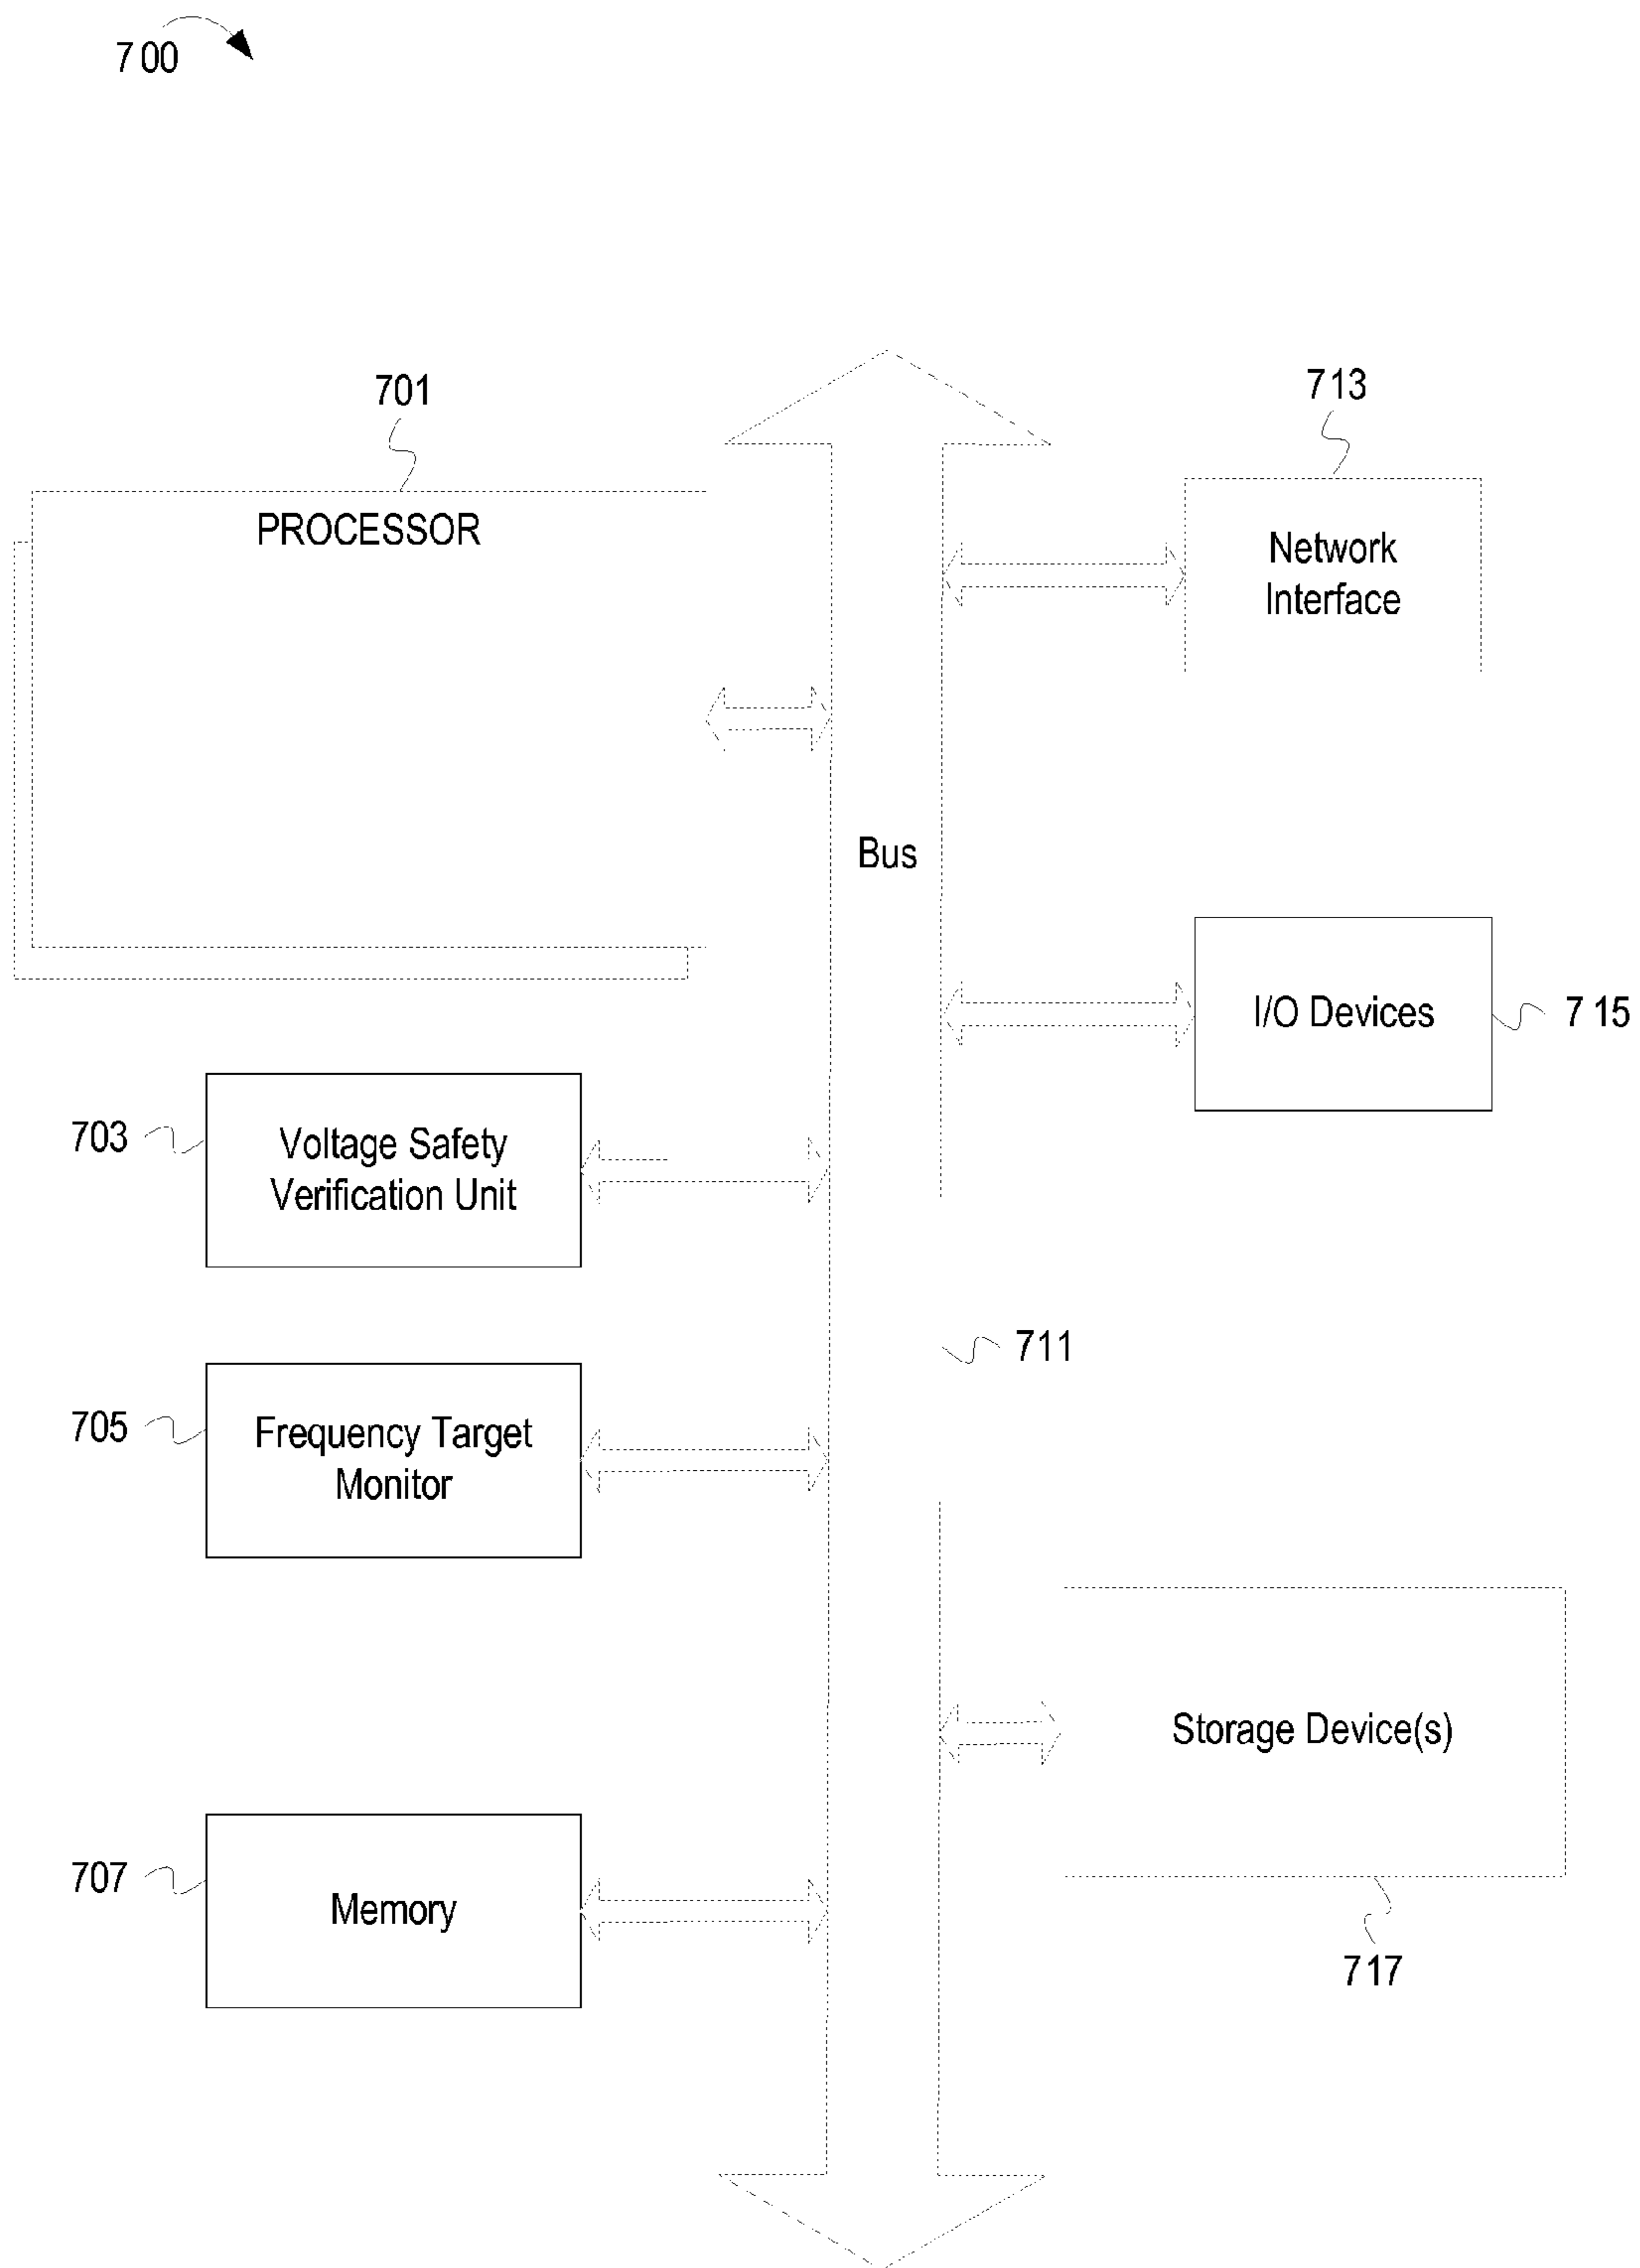 700
701
713
PROCESSOR
Network
Interface
Bus
I/O Devices
715
703
Voltage Safety
Verification Unit
711
705
Frequency Target
Monitor
Storage Device(s)
707
Memory
717